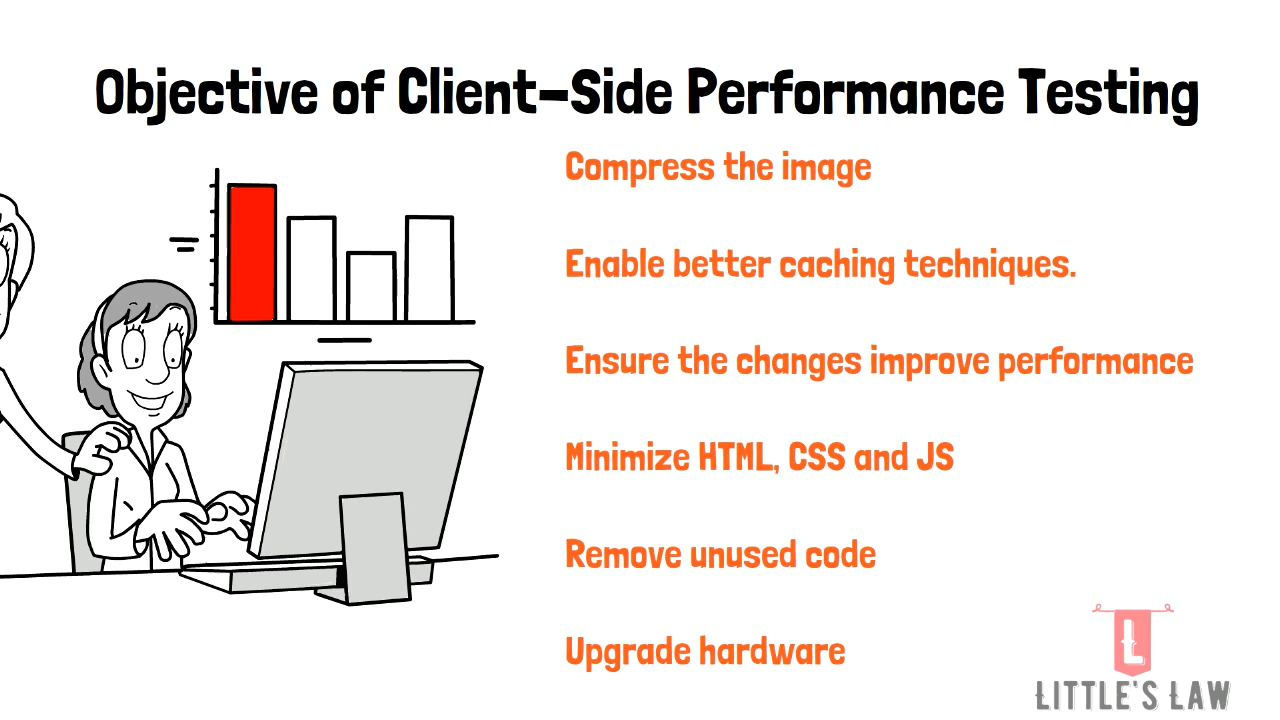 Objective of Client-Side Performance Testing
Compress the image
Enable better caching techniques.
Ensure the changes improve performance
Minimize HTML, CSS and JS
Remove unused code
Upgrade hardware
L
LITTLE'S LAW